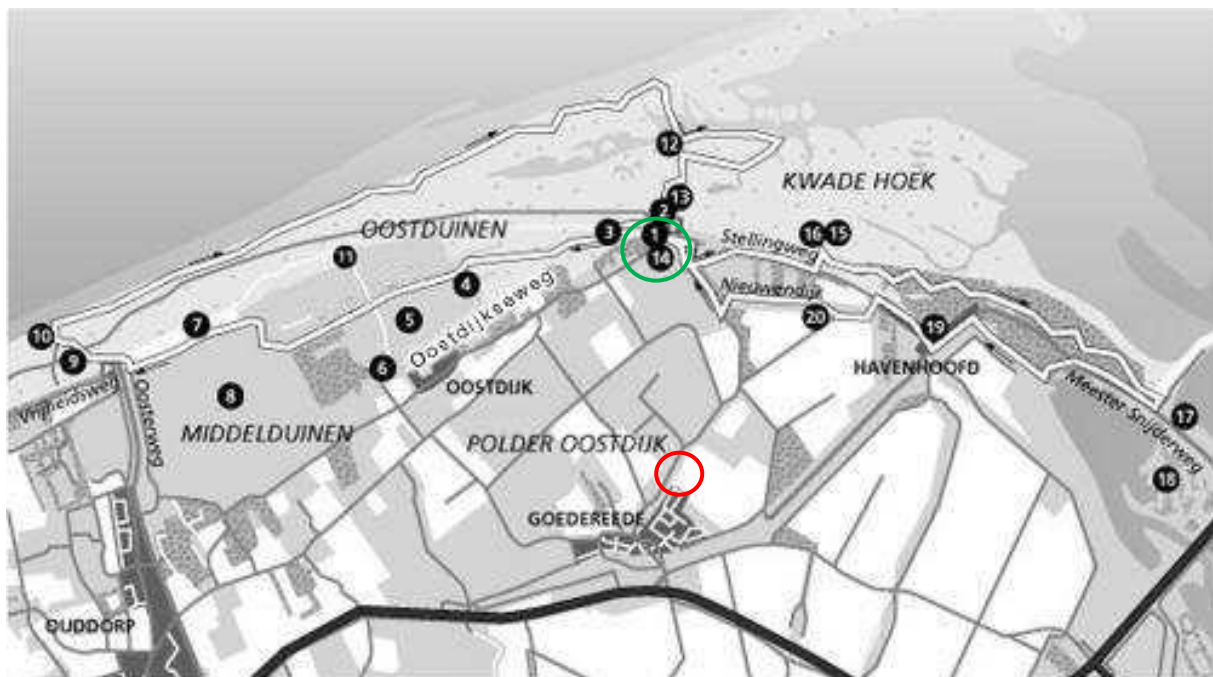 12
KWADE HOEK
13
2
OOSTDUINEN
3
1
16
15
Stellingweg
11
14
4
Nieuwendijk
5
Oostdijkseweg
20
19
10
7
9
6
HAVENHOOFD
Vrijheidsweg
Oosterweg
8
OOSTDIJK
Meester-Snijderweg
17
MIDDELDUINEN
POLDER OOSTDIJK
18
GOEDEREEDE
OUDDORP